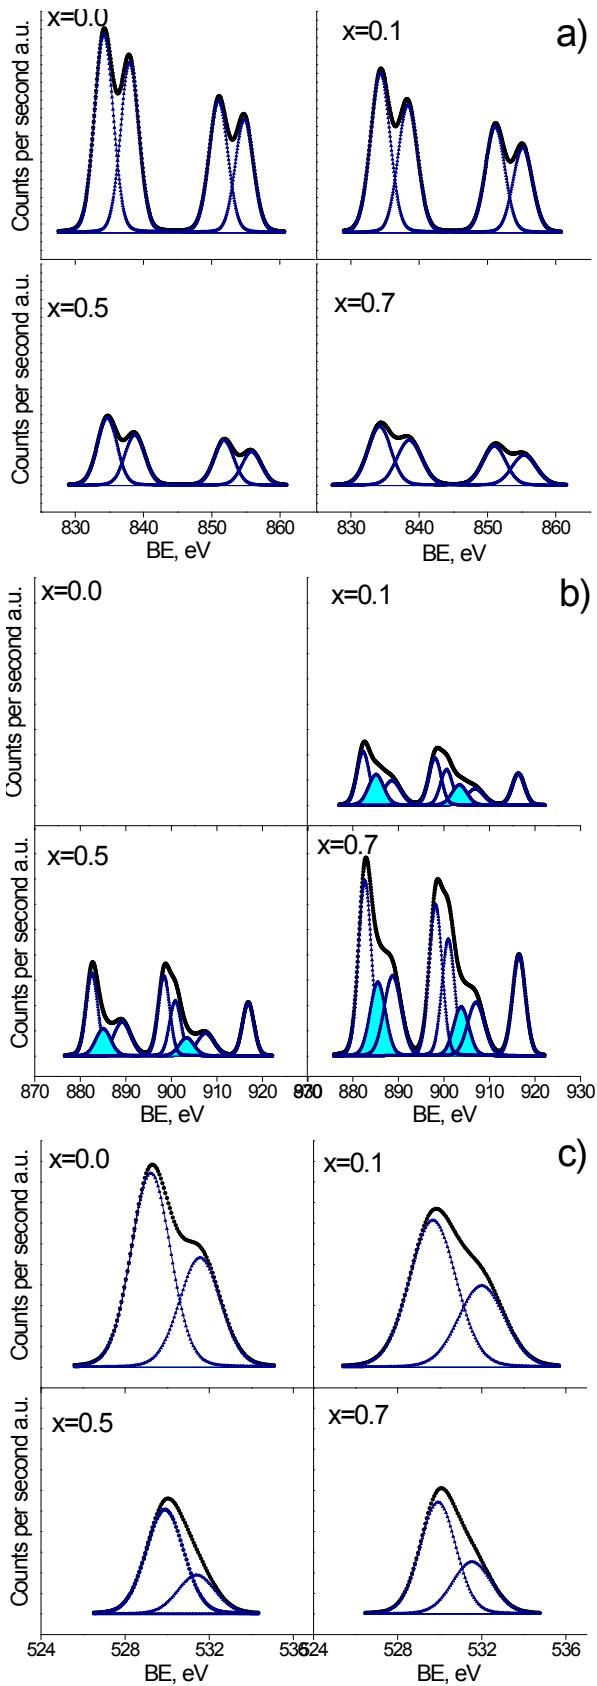 x=0.0
x=0.1
a)
Counts per second a.u.
x=0.5
x=0.7
Counts per second a.u.
830 840 850 860
830 840 850 860
BE, eV
BE, eV
x=0.0
x=0.1
b)
Counts per second a.u.
x=0.5
x=0.7
Counts per second a.u.
870 880 890 900 910 920
880 890 900 910 920 930
BE, eV
BE, eV
x=0.0
x=0.1
c)
Counts per second a.u.
x=0.5
x=0.7
Counts per second a.u.
524 528 532 536
524 528 532 536
BE, eV
BE, eV